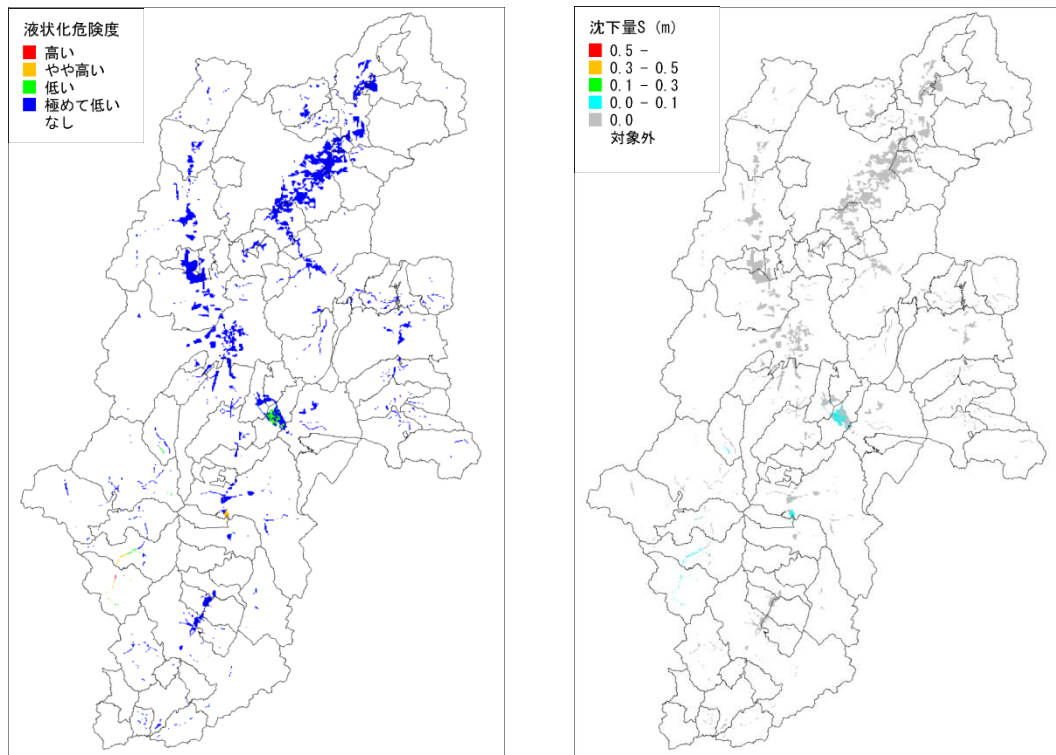 液状化危険度
高い
やや高い
低い
極めて低い
なし
沈下量S (m)
0.5 -
0.3 - 0.5
0.1 - 0.3
0.0 - 0.1
0.0
対象外